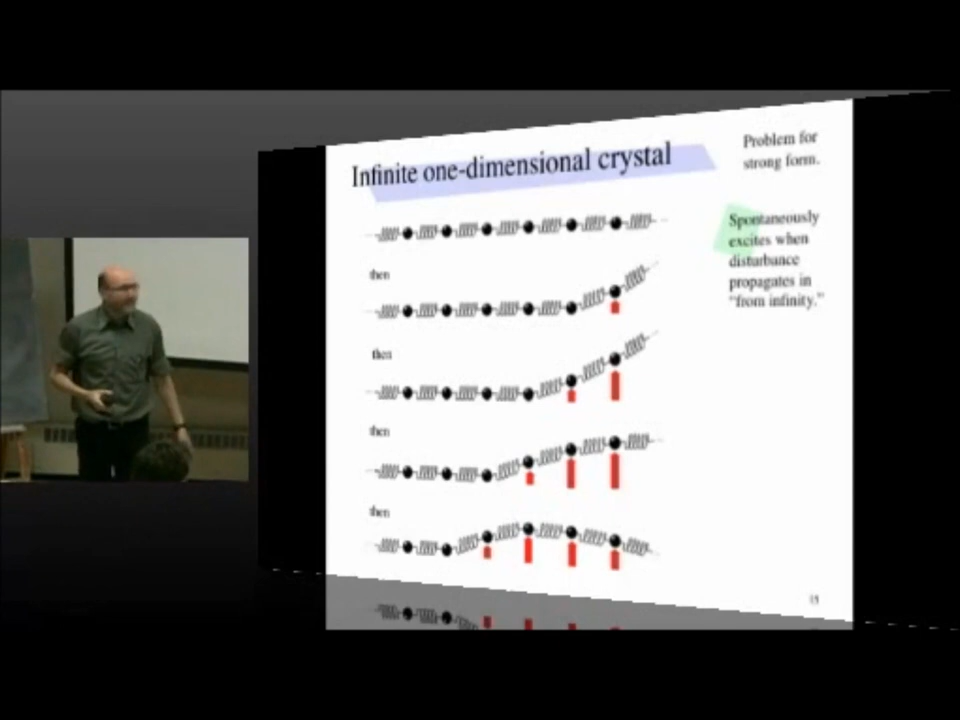 Infinite one-dimensional crystal
Problem for
strong form.
Spontaneously
excites when
disturbance
propagates in
"from infinity."
then
then
then
then